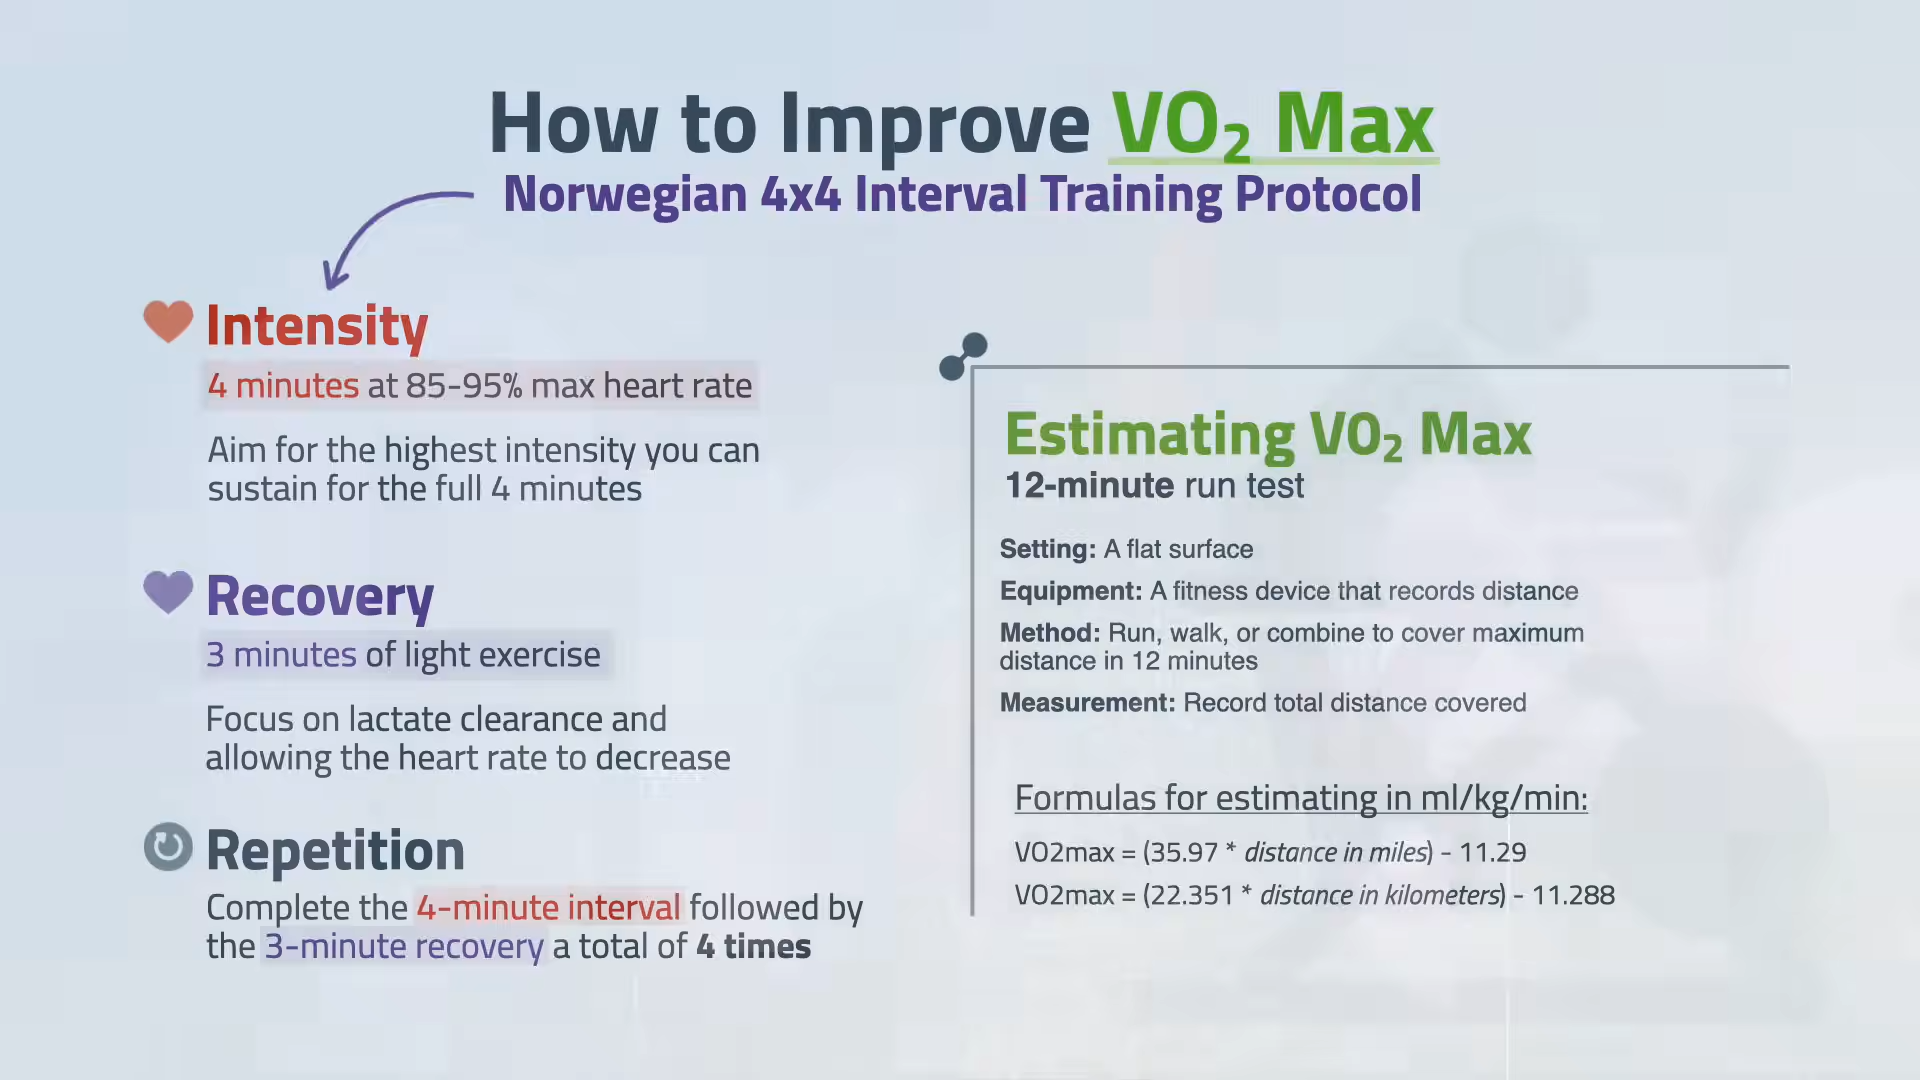 How to Improve VO₂ Max
Norwegian 4x4 Interval Training Protocol
Intensity
4 minutes at 85-95% max heart rate
Aim for the highest intensity you can
sustain for the full 4 minutes
Recovery
3 minutes of light exercise
Focus on lactate clearance and
allowing the heart rate to decrease
Repetition
Complete the 4-minute interval followed by
the 3-minute recovery a total of 4 times
Estimating VO₂ Max
12-minute run test
Setting: A flat surface
Equipment: A fitness device that records distance
Method: Run, walk, or combine to cover maximum
distance in 12 minutes
Measurement: Record total distance covered
Formulas for estimating in ml/kg/min:
VO2max = (35.97 * distance in miles) - 11.29
VO2max = (22.351 * distance in kilometers) - 11.288